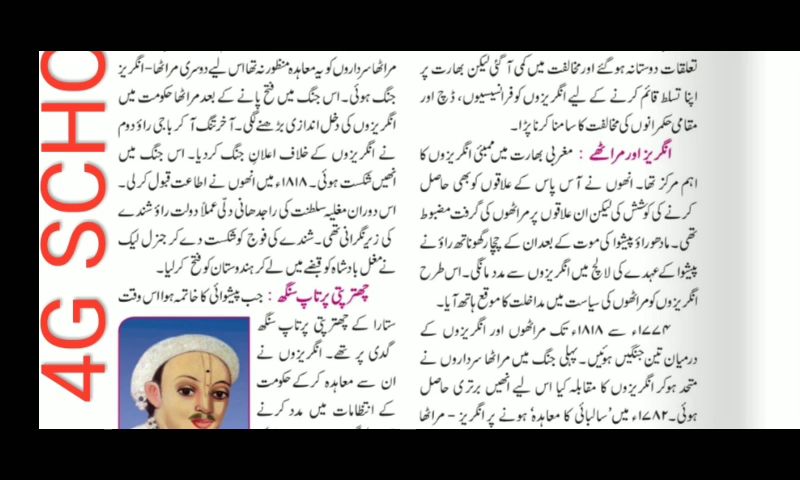 تعلقات دوستانہ ہو گئے اور مخالفت میں کمی آ گئی لیکن بھارت پر
اپنا تسلط قائم کرنے کے لیے انگریزوں کو فرانسیسیوں، ڈچ اور
مقامی حکمرانوں کی مخالفت کا سامنا کرنا پڑا۔
انگریز اور مراٹھے : مغربی بھارت میں ممبئی انگریزوں کا
اہم مرکز تھا۔ انھوں نے آس پاس کے علاقوں کو بھی حاصل
کرنے کی کوشش کی لیکن ان علاقوں پر مراٹھوں کی گرفت مضبوط
تھی۔ مادھو راؤ پیشوا کی موت کے بعد ان کے چچا رگھوناتھ راؤ نے
پیشوا کے عہدے کی لالچ میں انگریزوں سے مدد مانگی۔ اس طرح
انگریزوں کو مراٹھوں کی سیاست میں مداخلت کا موقع ہاتھ آیا۔
۱۷۷۴ء سے ۱۸۱۸ء تک مراٹھوں اور انگریزوں کے
درمیان تین جنگیں ہوئیں۔ پہلی جنگ میں مراٹھا سرداروں نے
متحد ہو کر انگریزوں کا مقابلہ کیا اس لیے انھیں برتری حاصل
ہوئی۔ ۱۷۸۲ء میں 'سالبائی کا معاہدہ' ہونے پر انگریز - مراٹھا
مراٹھا سرداروں کو یہ معاہدہ منظور نہ تھا اس لیے دوسری مراٹھا - انگریز
جنگ ہوئی۔ اس جنگ میں فتح پانے کے بعد مراٹھا حکومت میں
انگریزوں کی دخل اندازی بڑھنے لگی۔ آخر تنگ آ کر باجی راؤ دوم
نے انگریزوں کے خلاف اعلانِ جنگ کر دیا۔ اس جنگ میں
انھیں شکست ہوئی۔ ۱۸۱۸ء میں انھوں نے اطاعت قبول کر لی۔
اس دوران مغلیہ سلطنت کی راجدھانی دلّی عملاً دولت راؤ شندے
کی زیرِ نگرانی تھی۔ شندے کی فوج کو شکست دے کر جنرل لیک
نے مغل بادشاہ کو قبضے میں لے کر ہندوستان کو فتح کر لیا۔
چھترپتی پرتاپ سنگھ : جب پیشوائی کا خاتمہ ہوا اس وقت
ستارا کے چھترپتی پرتاپ سنگھ
گدی پر تھے۔ انگریزوں نے
ان سے معاہدہ کر کے حکومت
کے انتظامات میں مدد کرنے
4G SCHO